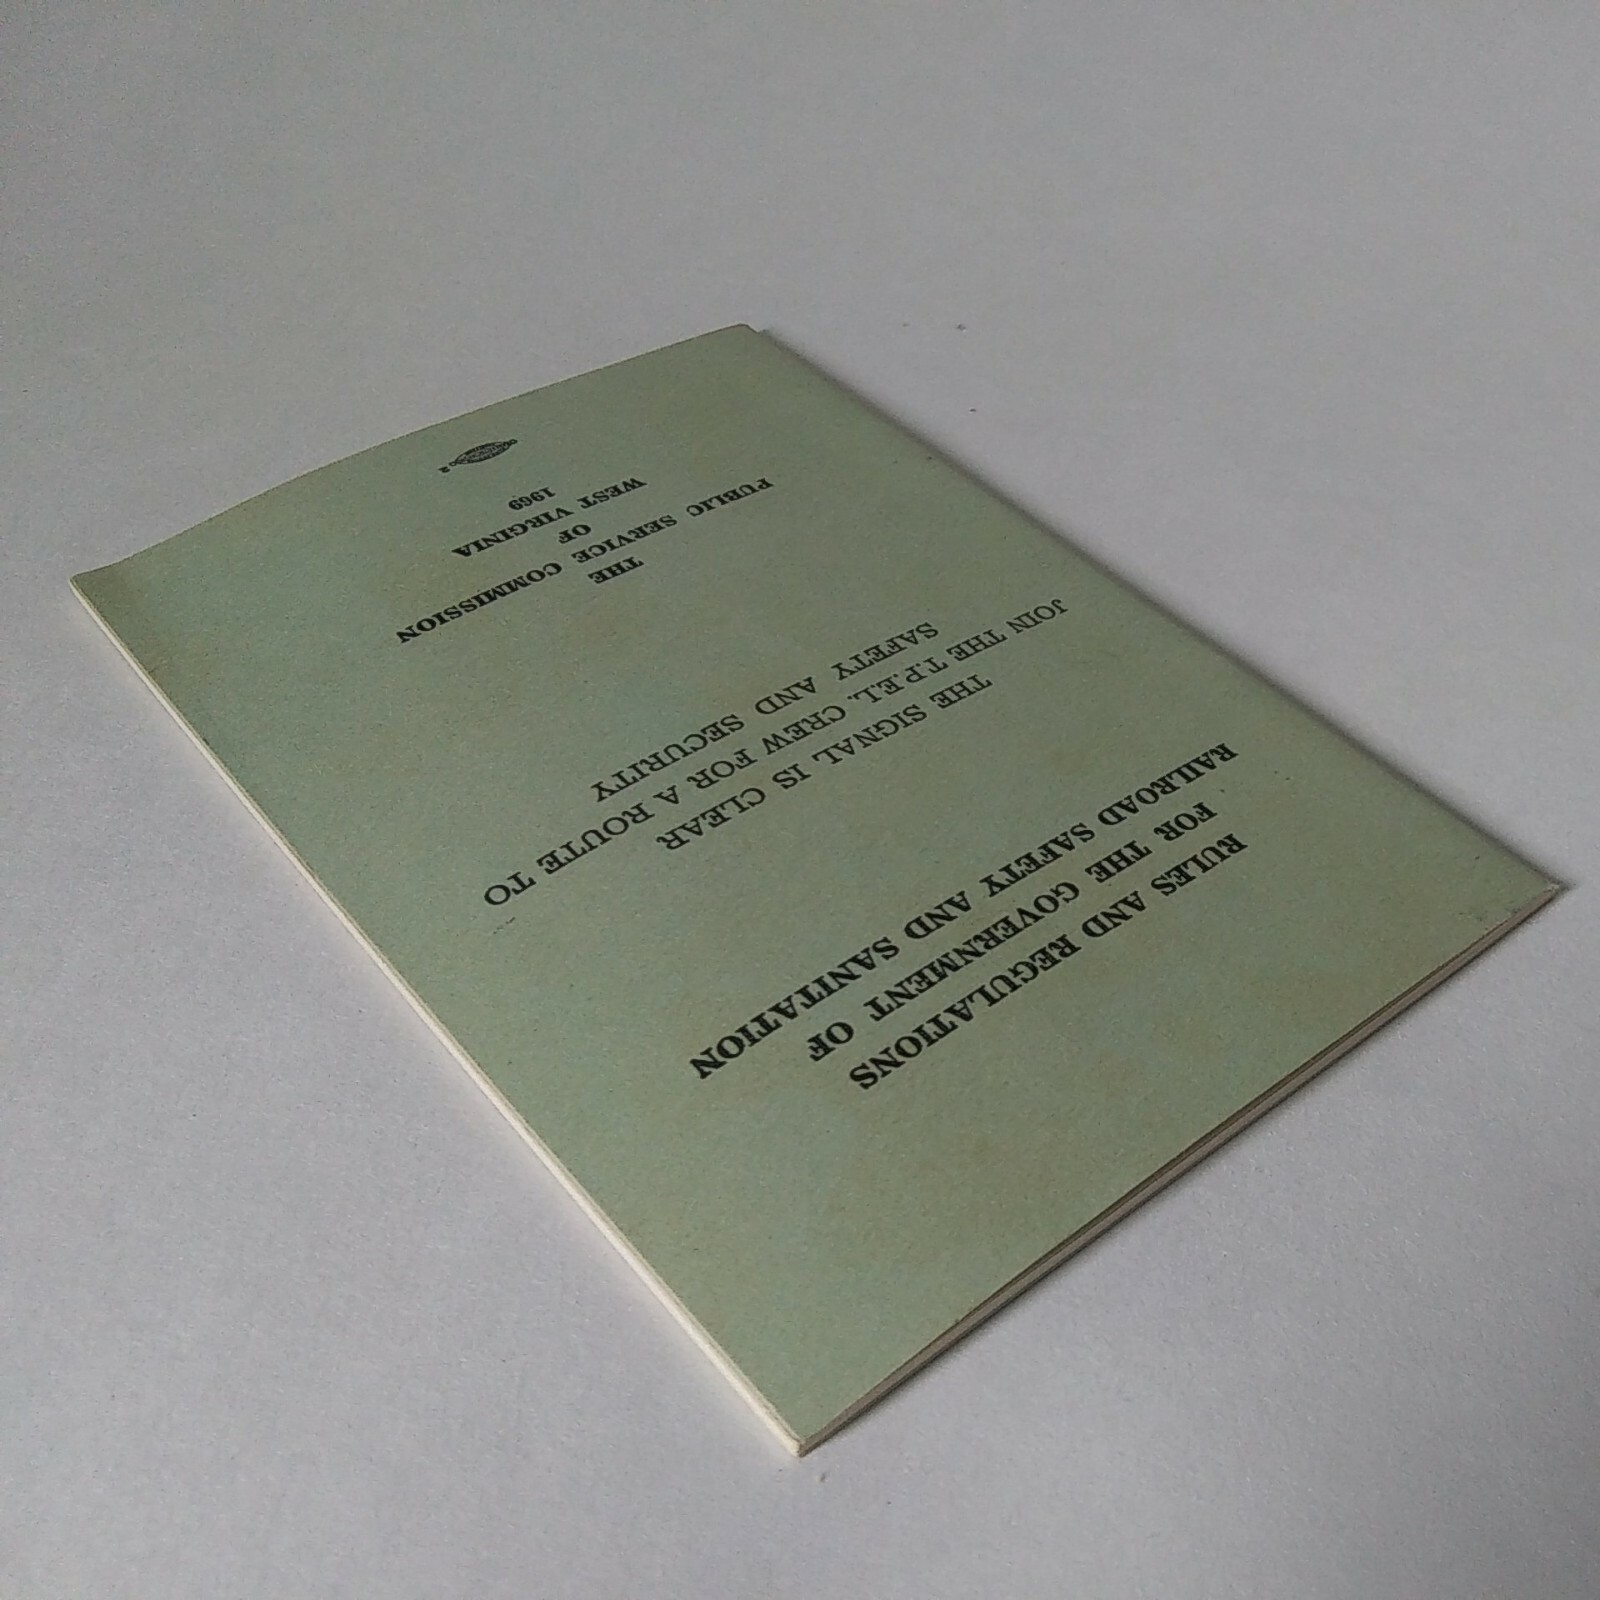 RULES AND REGULATIONS
FOR THE GOVERNMENT OF
RAILROAD SAFETY AND SANITATION
THE SIGNAL IS CLEAR
JOIN THE T.P.E.L. CREW FOR A ROUTE TO
SAFETY AND SECURITY
THE
PUBLIC SERVICE COMMISSION
OF
WEST VIRGINIA
1969
2